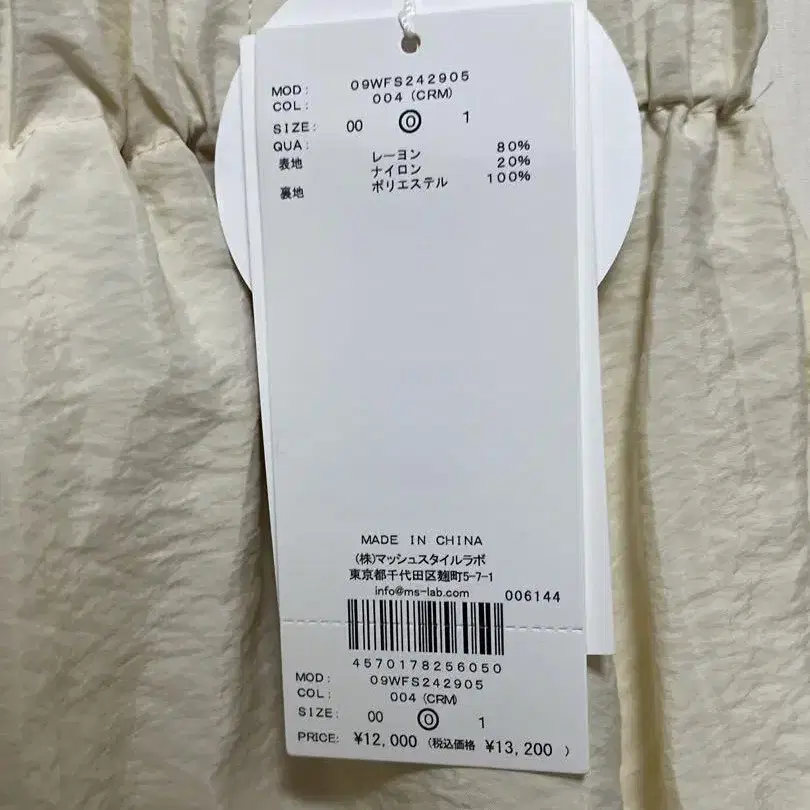 MOD: 09WFS242905
COL: 004 (CRM)
SIZE: 00 0 1
QUA:
表地 レーヨン 80%
ナイロン 20%
裏地 ポリエステル 100%
MADE IN CHINA
(株)マッシュスタイルラボ
東京都千代田区麹町5-7-1
info@ms-lab.com 006144
4570178256050
MOD: 09WFS242905
COL: 004 (CRM)
SIZE: 00 0 1
PRICE: ¥12,000 (税込価格 ¥13,200 )